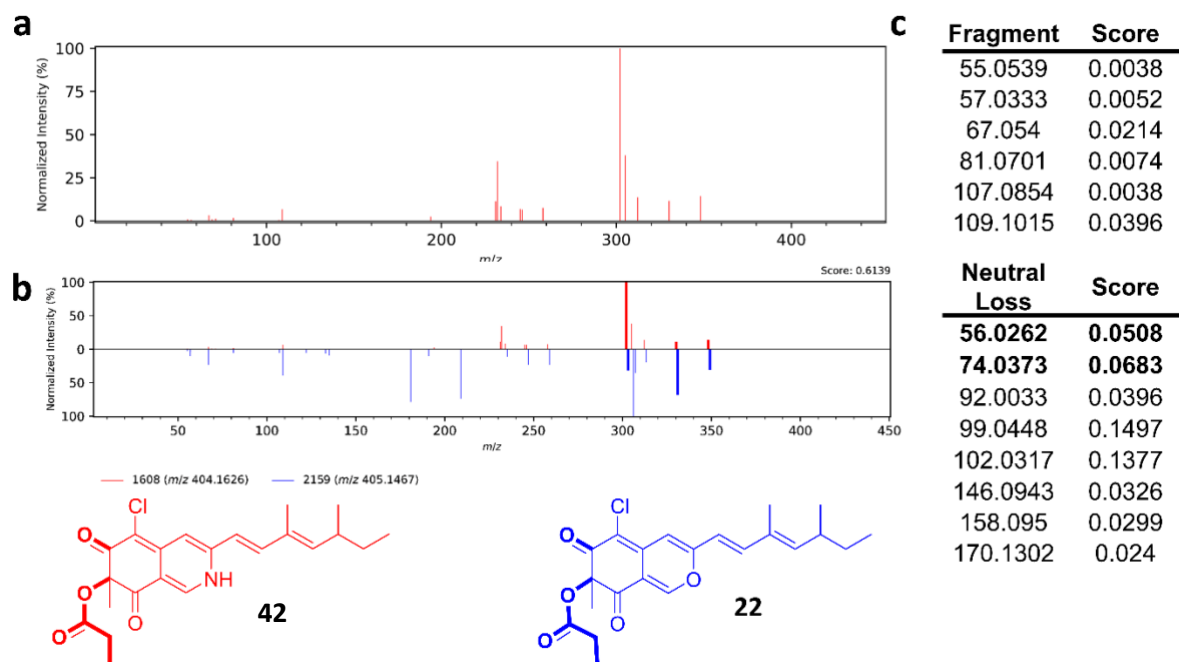 a
100
75
50
25
0
Normalized Intensity (%)
100
200
300
400
m/z
b
Score: 0.6139
100
50
0
50
100
Normalized Intensity (%)
50
100
150
200
250
300
350
400
450
m/z
1608 (m/z 404.1626)
2159 (m/z 405.1467)
Cl
O
NH
O
O
O
42
Cl
O
O
O
O
O
22
c
Fragment Score
55.0539 0.0038
57.0333 0.0052
67.054 0.0214
81.0701 0.0074
107.0854 0.0038
109.1015 0.0396
Neutral
Loss Score
56.0262 0.0508
74.0373 0.0683
92.0033 0.0396
99.0448 0.1497
102.0317 0.1377
146.0943 0.0326
158.095 0.0299
170.1302 0.024